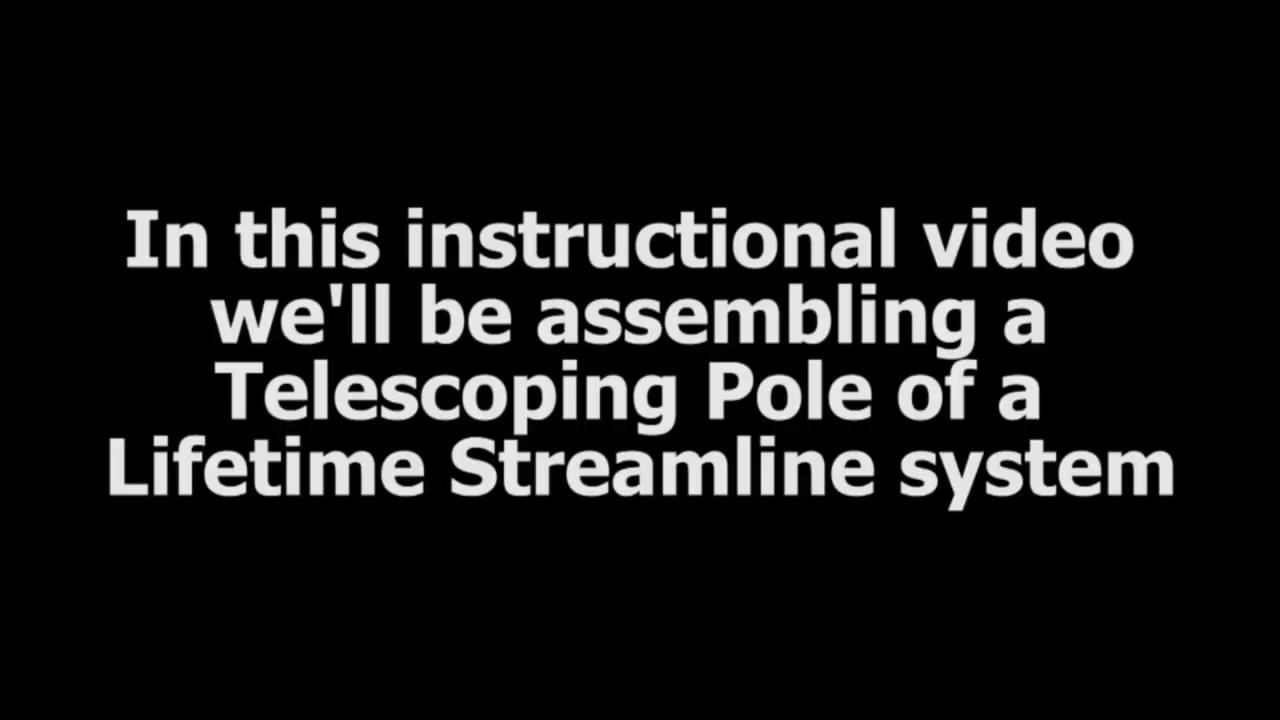 In this instructional video
we'll be assembling a
Telescoping Pole of a
Lifetime Streamline system